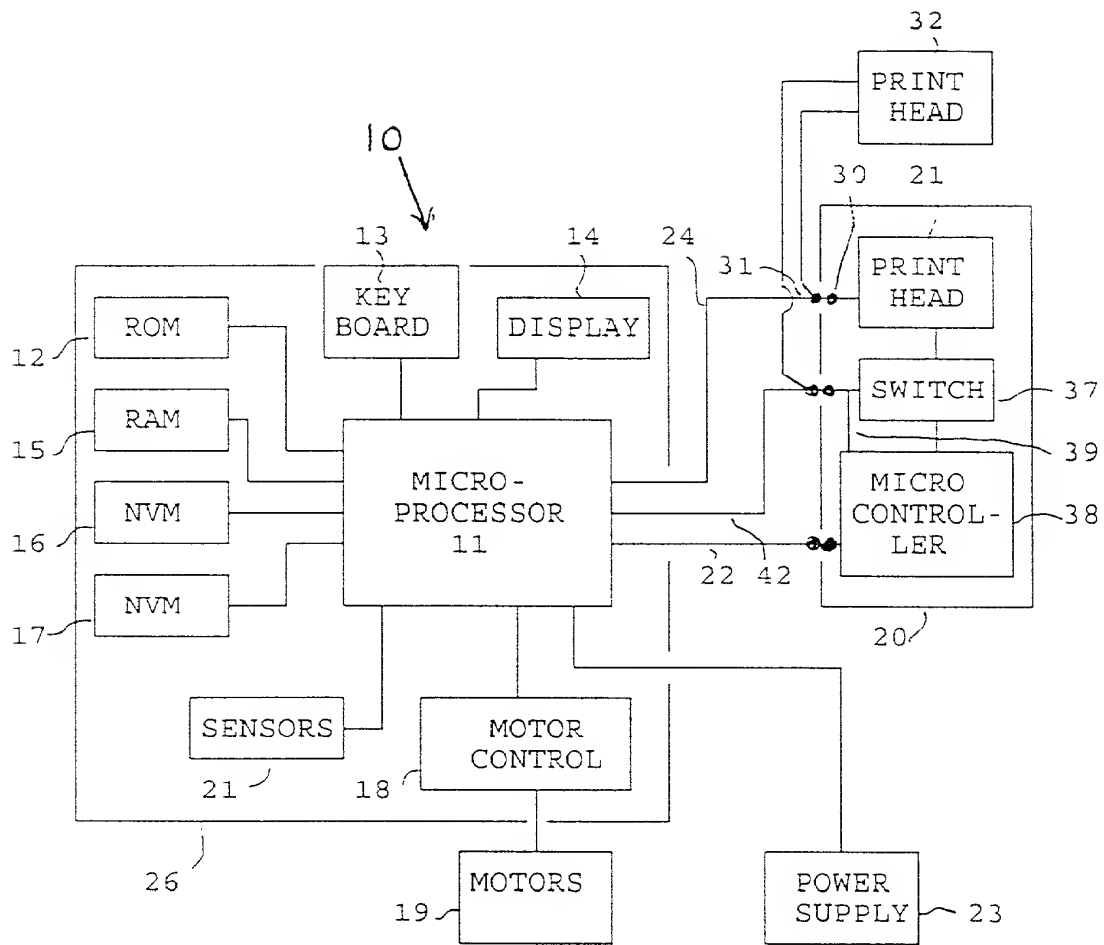 32
PRINT
HEAD
10
30
21
13
14
24
31
KEY
BOARD
PRINT
HEAD
ROM
DISPLAY
12
RAM
SWITCH
37
15
39
MICRO-
PROCESSOR
11
MICRO
CONTROL-
LER
38
NVM
16
22
42
NVM
17
20
SENSORS
MOTOR
CONTROL
21
18
26
MOTORS
POWER
SUPPLY
19
23